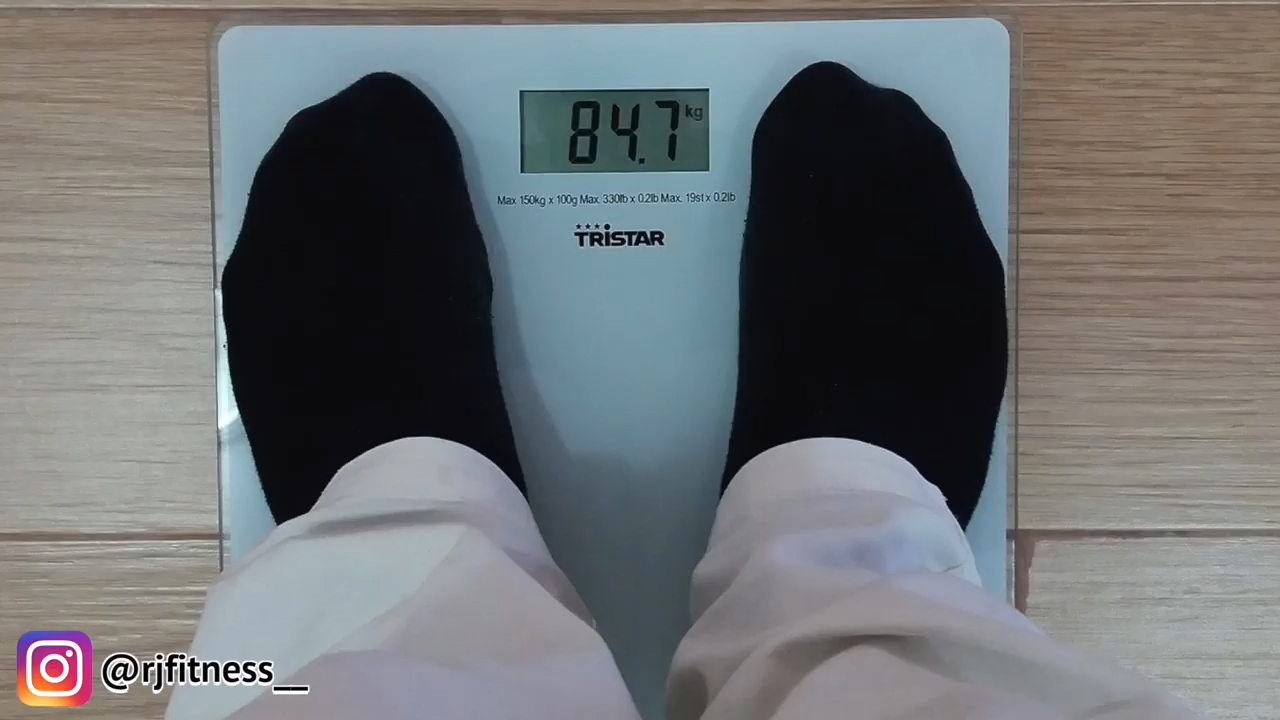 84.7 kg
Max 150kg x 100g Max. 330lb x 0.2lb Max. 19st x 0.2lb
TRISTAR
@rjfitness__